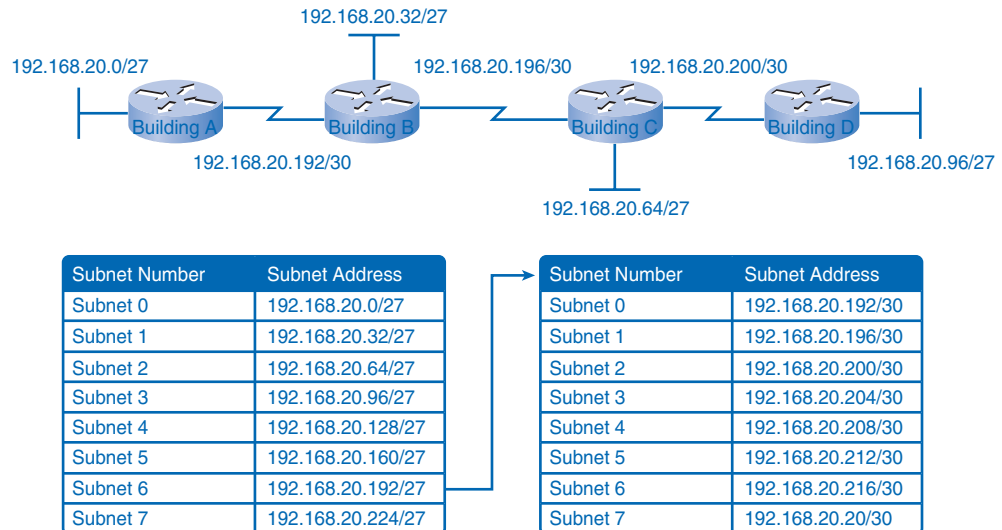 192.168.20.32/27
192.168.20.0/27
192.168.20.196/30
192.168.20.200/30
Building A
Building B
Building C
Building D
192.168.20.192/30
192.168.20.96/27
192.168.20.64/27
Subnet Number Subnet Address
Subnet 0 192.168.20.0/27
Subnet 1 192.168.20.32/27
Subnet 2 192.168.20.64/27
Subnet 3 192.168.20.96/27
Subnet 4 192.168.20.128/27
Subnet 5 192.168.20.160/27
Subnet 6 192.168.20.192/27
Subnet 7 192.168.20.224/27
Subnet Number Subnet Address
Subnet 0 192.168.20.192/30
Subnet 1 192.168.20.196/30
Subnet 2 192.168.20.200/30
Subnet 3 192.168.20.204/30
Subnet 4 192.168.20.208/30
Subnet 5 192.168.20.212/30
Subnet 6 192.168.20.216/30
Subnet 7 192.168.20.20/30